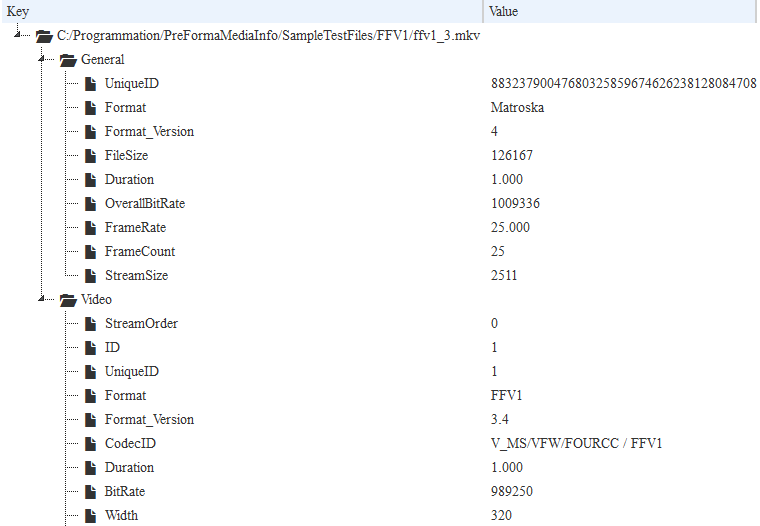 Key Value
C:/Programmation/PreFormaMediaInfo/SampleTestFiles/FFV1/ffv1_3.mkv
General
UniqueID 88323790047680325859674626238128084708
Format Matroska
Format_Version 4
FileSize 126167
Duration 1.000
OverallBitRate 1009336
FrameRate 25.000
FrameCount 25
StreamSize 2511
Video
StreamOrder 0
ID 1
UniqueID 1
Format FFV1
Format_Version 3.4
CodecID V_MS/VFW/FOURCC / FFV1
Duration 1.000
BitRate 989250
Width 320